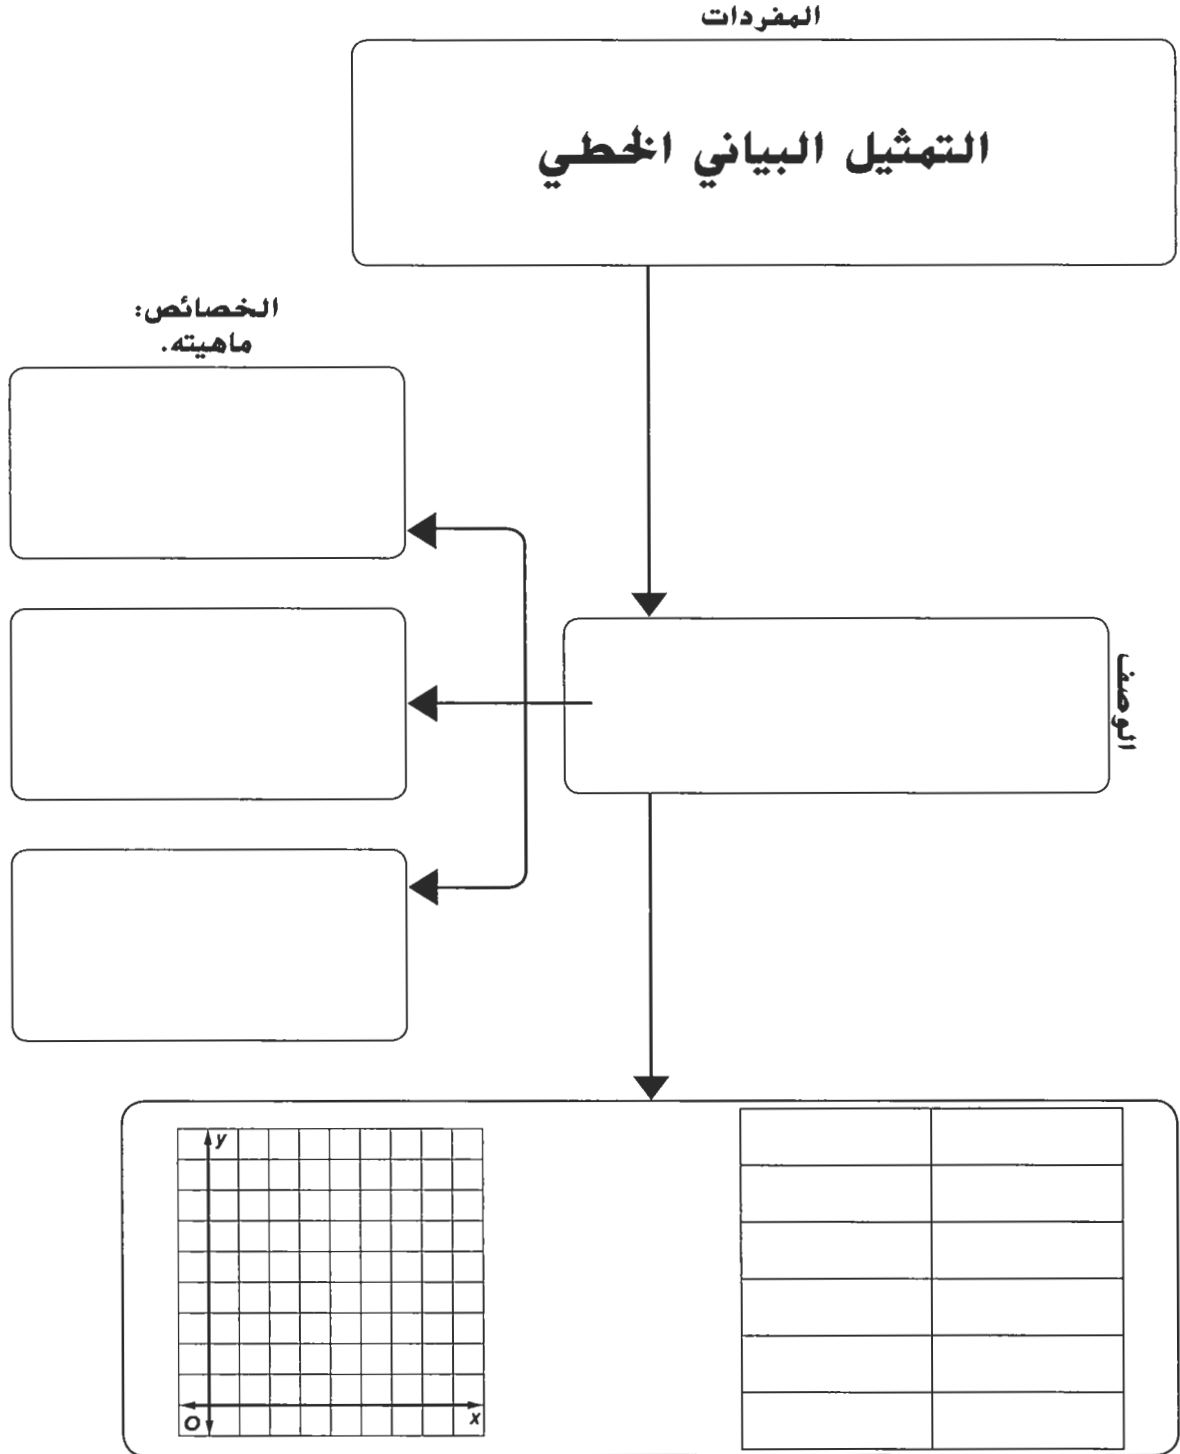 المفردات
التمثيل البياني الخطي
الخصائص:
ماهيته.
الوصف
y
O
x